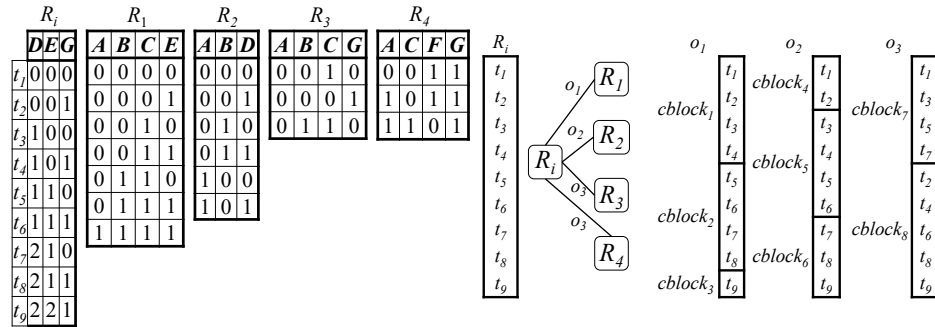 R_i
D E G
t_1 0 0 0
t_2 0 0 1
t_3 1 0 0
t_4 1 0 1
t_5 1 1 0
t_6 1 1 1
t_7 2 1 0
t_8 2 1 1
t_9 2 2 1
R_1
A B C E
0 0 0 0
0 0 0 1
0 0 1 0
0 0 1 1
0 1 1 0
0 1 1 1
1 1 1 1
R_2
A B D
0 0 0
0 0 1
0 1 0
0 1 1
1 0 0
1 0 1
R_3
A B C G
0 0 1 0
0 0 0 1
0 1 1 0
R_4
A C F G
0 0 1 1
1 0 1 1
1 1 0 1
R_i
t_1
t_2
t_3
t_4
t_5
t_6
t_7
t_8
t_9
R_i
o_1
R_1
o_2
R_2
o_3
R_3
o_3
R_4
o_1
cblock_1
t_1
t_2
t_3
t_4
cblock_2
t_5
t_6
t_7
t_8
cblock_3
t_9
o_2
cblock_4
t_1
t_2
cblock_5
t_3
t_4
t_5
t_6
cblock_6
t_7
t_8
t_9
o_3
cblock_7
t_1
t_3
t_5
t_7
cblock_8
t_2
t_4
t_6
t_8
t_9